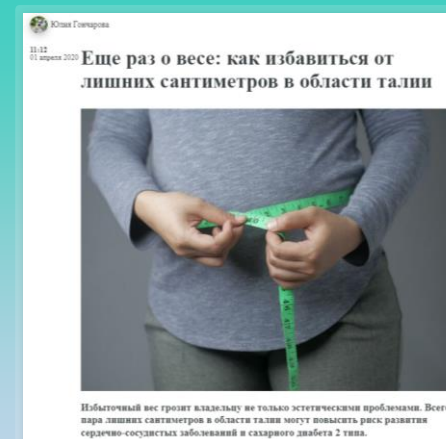 Юлия Гончарова
11:12
01 апреля 2020
Еще раз о весе: как избавиться от
лишних сантиметров в области талии
Избыточный вес грозит владельцу не только эстетическими проблемами. Всего
пара лишних сантиметров в области талии могут повысить риск развития
сердечно-сосудистых заболеваний и сахарного диабета 2 типа.